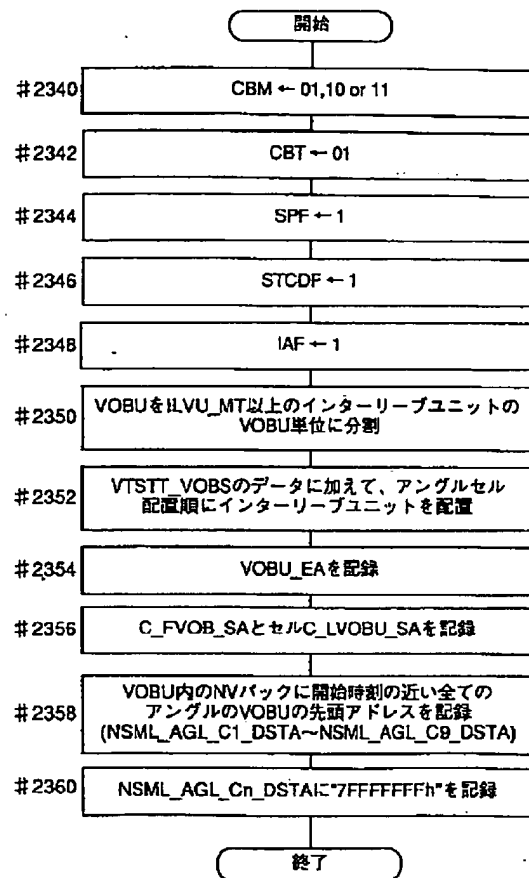 開始
#2340
CBM ← 01,10 or 11
#2342
CBT ← 01
#2344
SPF ← 1
#2346
STCDF ← 1
#2348
IAF ← 1
#2350
VOBUをILVU_MT以上のインターリーブユニットの
VOBU単位に分割
#2352
VTSTT_VOBSのデータに加えて、アングルセル
配置順にインターリーブユニットを配置
#2354
VOBU_EAを記録
#2356
C_FVOB_SAとセルC_LVOBU_SAを記録
#2358
VOBU内のNVパックに開始時刻の近い全ての
アングルのVOBUの先頭アドレスを記録
(NSML_AGL_C1_DSTA～NSML_AGL_C9_DSTA)
#2360
NSML_AGL_Cn_DSTAに"7FFFFFFFh"を記録
終了